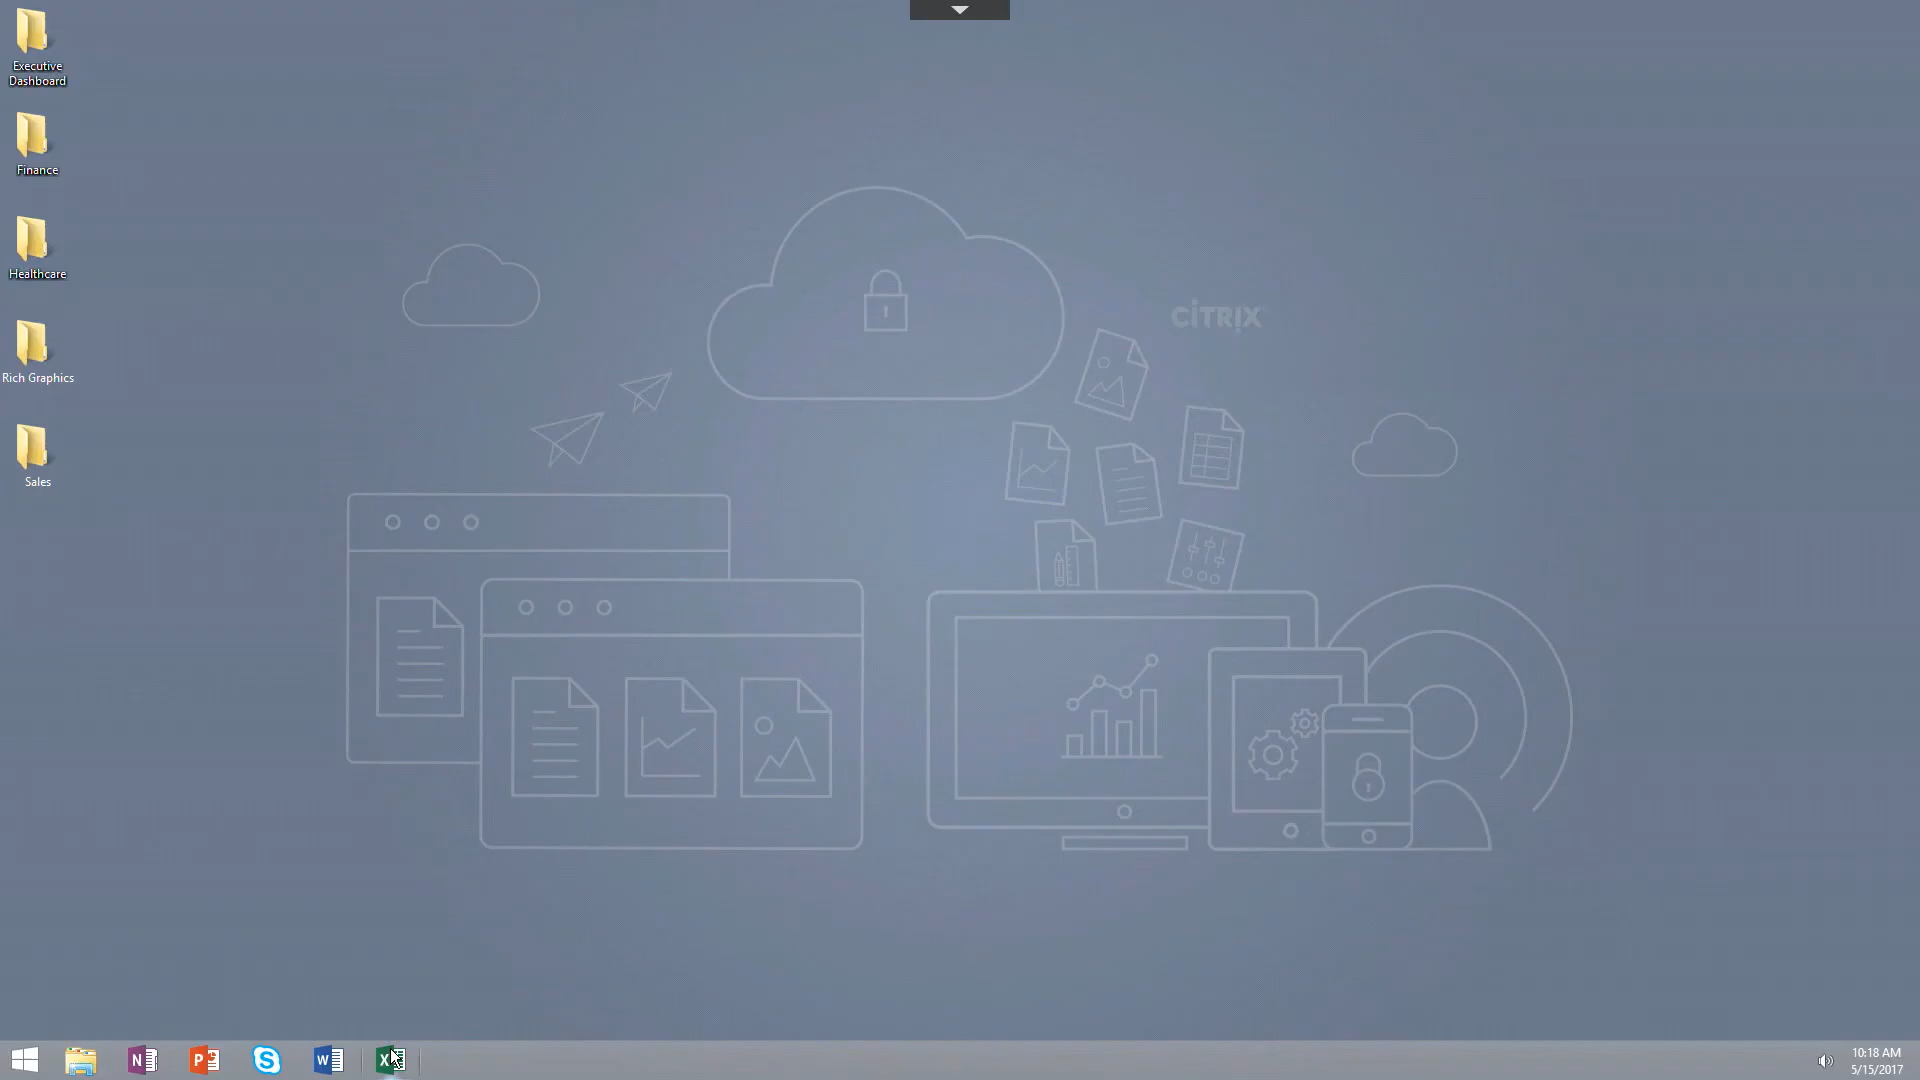 Executive
Dashboard
Finance
Healthcare
Rich Graphics
Sales
CITRIX
N
P
S
W
X
10:18 AM
5/15/2017